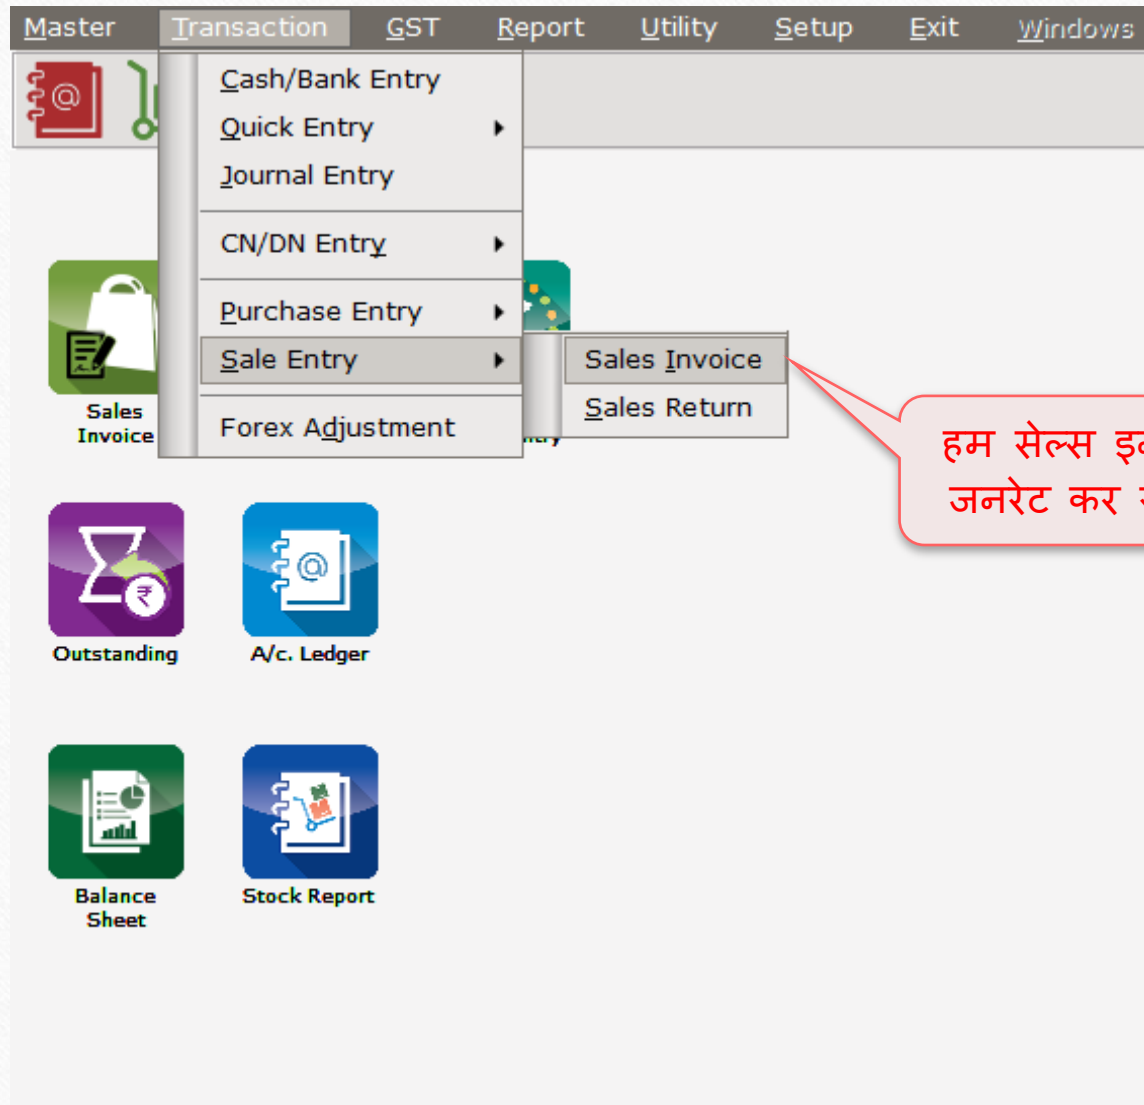 Master Transaction GST Report Utility Setup Exit Windows
Cash/Bank Entry
Quick Entry
Journal Entry
CN/DN Entry
Purchase Entry
Sale Entry
Forex Adjustment
Sales Invoice
Sales Return
हम सेल्स
जनरेट कर
Sales
Invoice
Outstanding
A/c. Ledger
Balance
Sheet
Stock Report